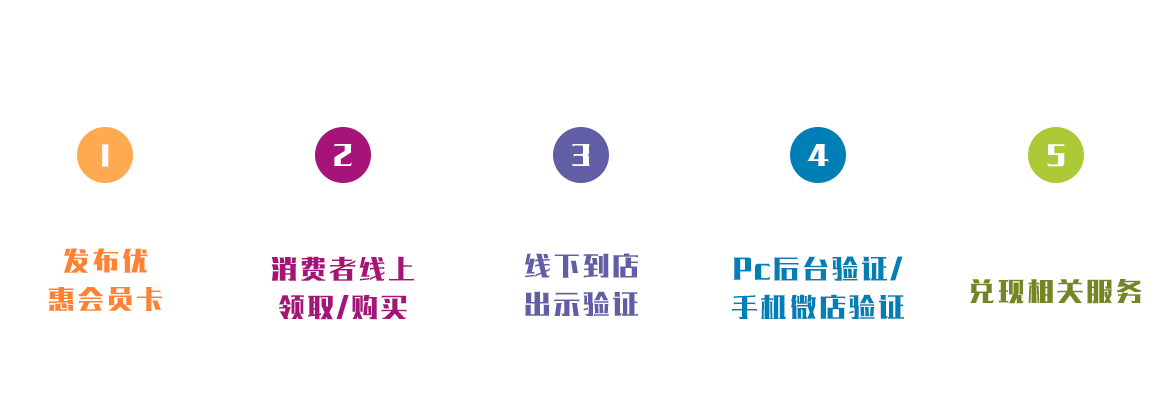 1
2
3
4
5
发布优
惠会员卡
消费者线上
领取/购买
线下到店
出示验证
Pc后台验证/
手机微店验证
兑现相关服务